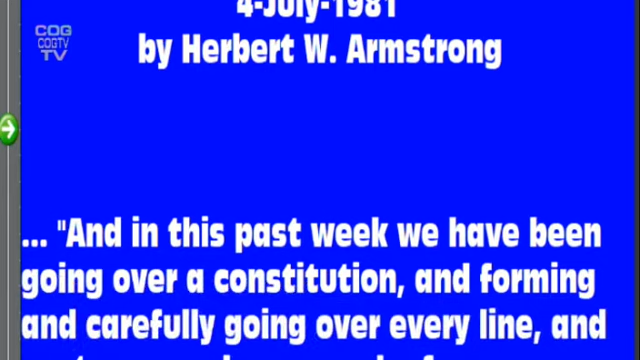 4-July-1981
by Herbert W. Armstrong
COG
COGTV
TV
... "And in this past week we have been
going over a constitution, and forming
and carefully going over every line, and